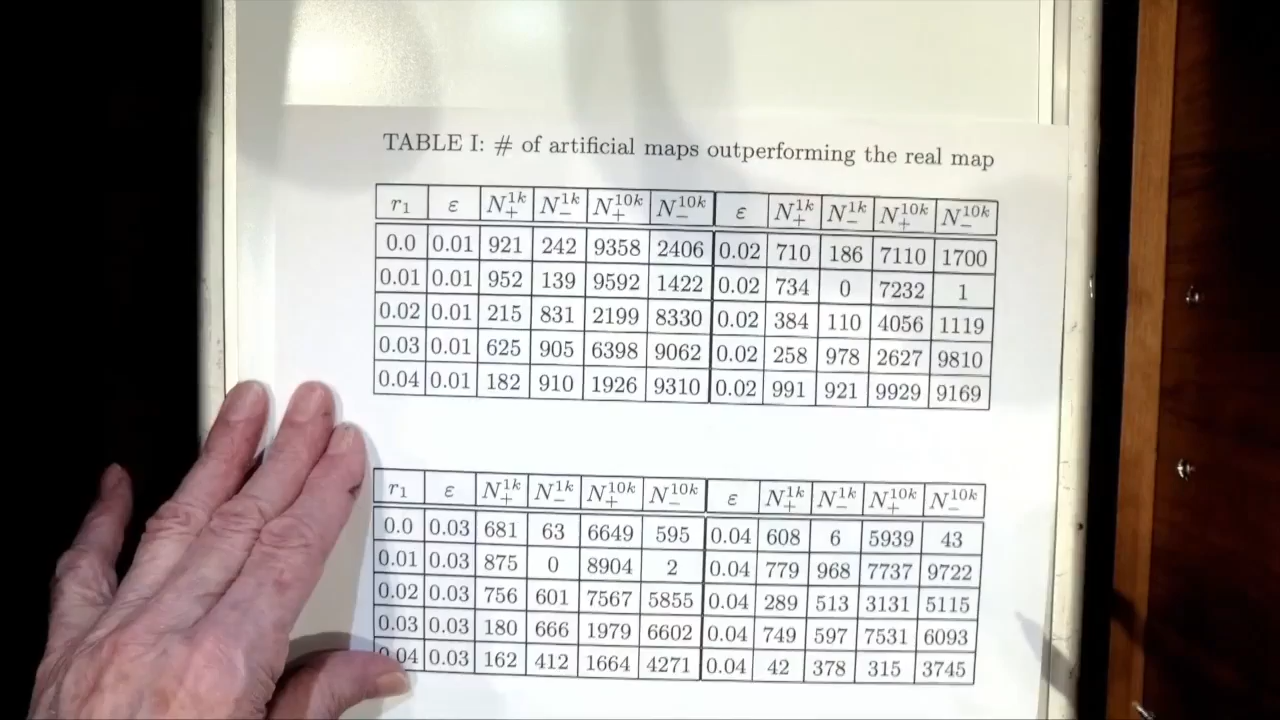 TABLE I: # of artificial maps outperforming the real map
r₁ ε N₊¹ᵏ N₋¹ᵏ N₊¹⁰ᵏ N₋¹⁰ᵏ ε N₊¹ᵏ N₋¹ᵏ N₊¹⁰ᵏ N₋¹⁰ᵏ
0.0 0.01 921 242 9358 2406 0.02 710 186 7110 1700
0.01 0.01 952 139 9592 1422 0.02 734 0 7232 1
0.02 0.01 215 831 2199 8330 0.02 384 110 4056 1119
0.03 0.01 625 905 6398 9062 0.02 258 978 2627 9810
0.04 0.01 182 910 1926 9310 0.02 991 921 9929 9169
r₁ ε N₊¹ᵏ N₋¹ᵏ N₊¹⁰ᵏ N₋¹⁰ᵏ ε N₊¹ᵏ N₋¹ᵏ N₊¹⁰ᵏ N₋¹⁰ᵏ
0.0 0.03 681 63 6649 595 0.04 608 6 5939 43
0.01 0.03 875 0 8904 2 0.04 779 968 7737 9722
0.02 0.03 756 601 7567 5855 0.04 289 513 3131 5115
0.03 0.03 180 666 1979 6602 0.04 749 597 7531 6093
0.04 0.03 162 412 1664 4271 0.04 42 378 315 3745